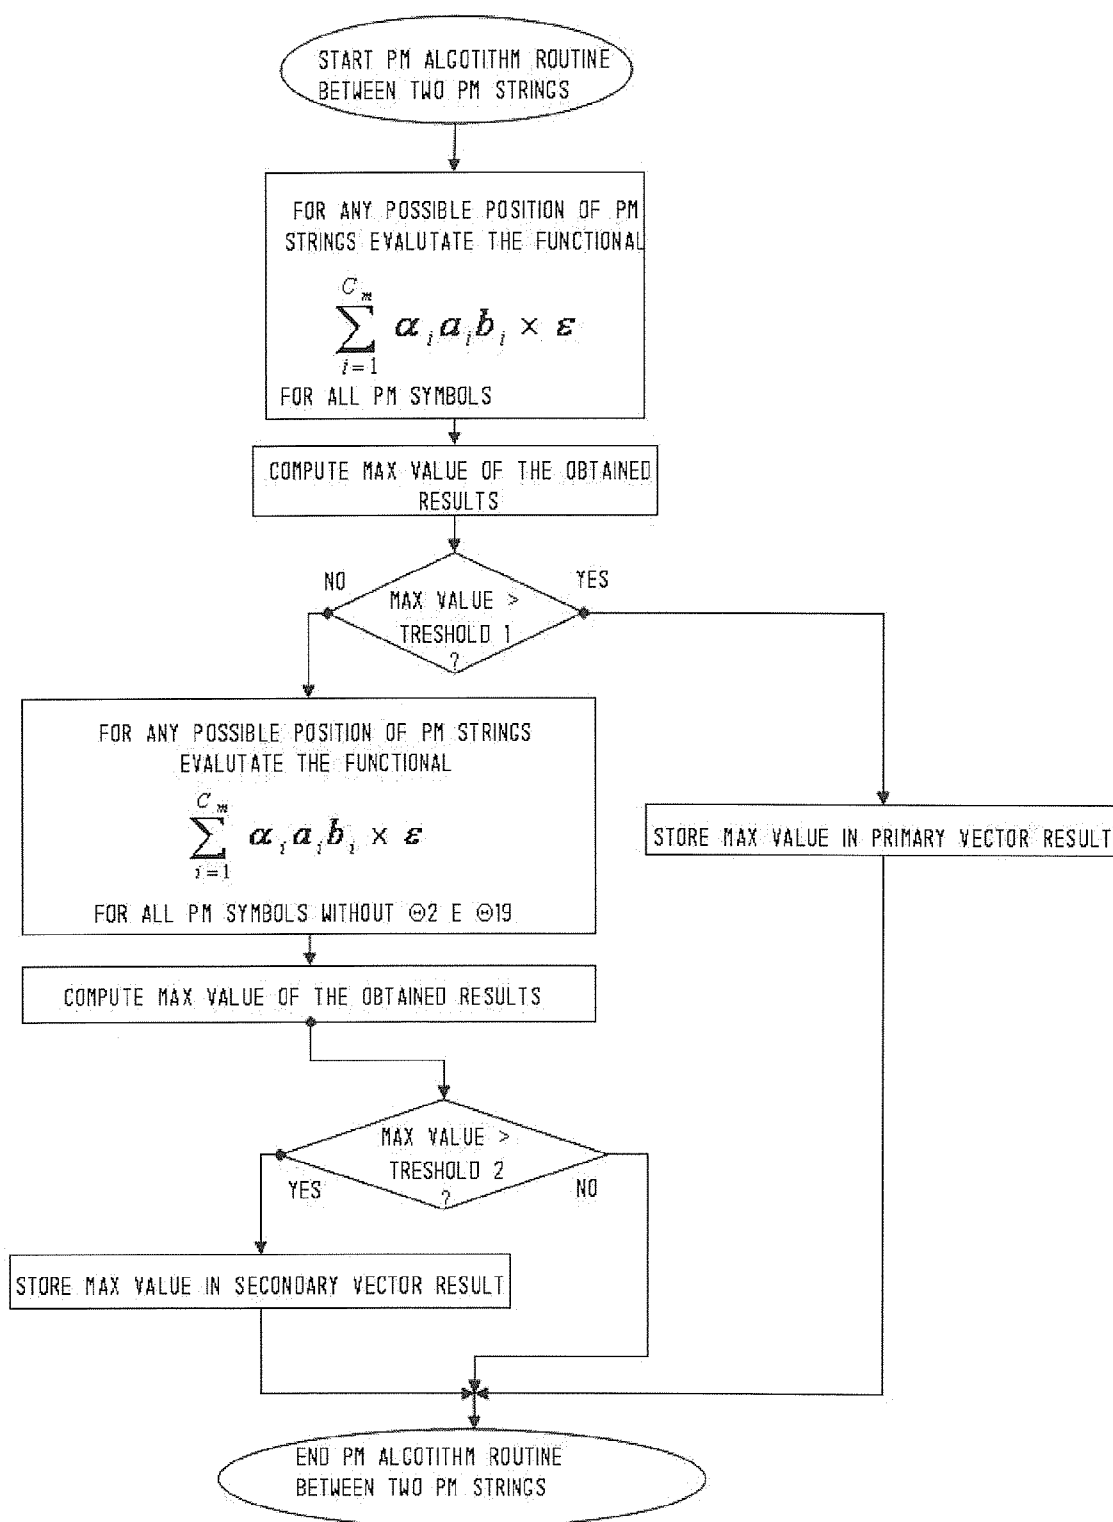 START PM ALGOTITHM ROUTINE
BETWEEN TWO PM STRINGS
FOR ANY POSSIBLE POSITION OF PM
STRINGS EVALUTATE THE FUNCTIONAL
C_m
∑ α_i a_i b_i × ε
i=1
FOR ALL PM SYMBOLS
COMPUTE MAX VALUE OF THE OBTAINED
RESULTS
NO
YES
MAX VALUE >
TRESHOLD 1
?
FOR ANY POSSIBLE POSITION OF PM STRINGS
EVALUTATE THE FUNCTIONAL
C_m
∑ α_i a_i b_i × ε
i=1
FOR ALL PM SYMBOLS WITHOUT Θ2 E Θ19
STORE MAX VALUE IN PRIMARY VECTOR RESULT
COMPUTE MAX VALUE OF THE OBTAINED RESULTS
MAX VALUE >
TRESHOLD 2
?
YES
NO
STORE MAX VALUE IN SECONDARY VECTOR RESULT
END PM ALGOTITHM ROUTINE
BETWEEN TWO PM STRINGS